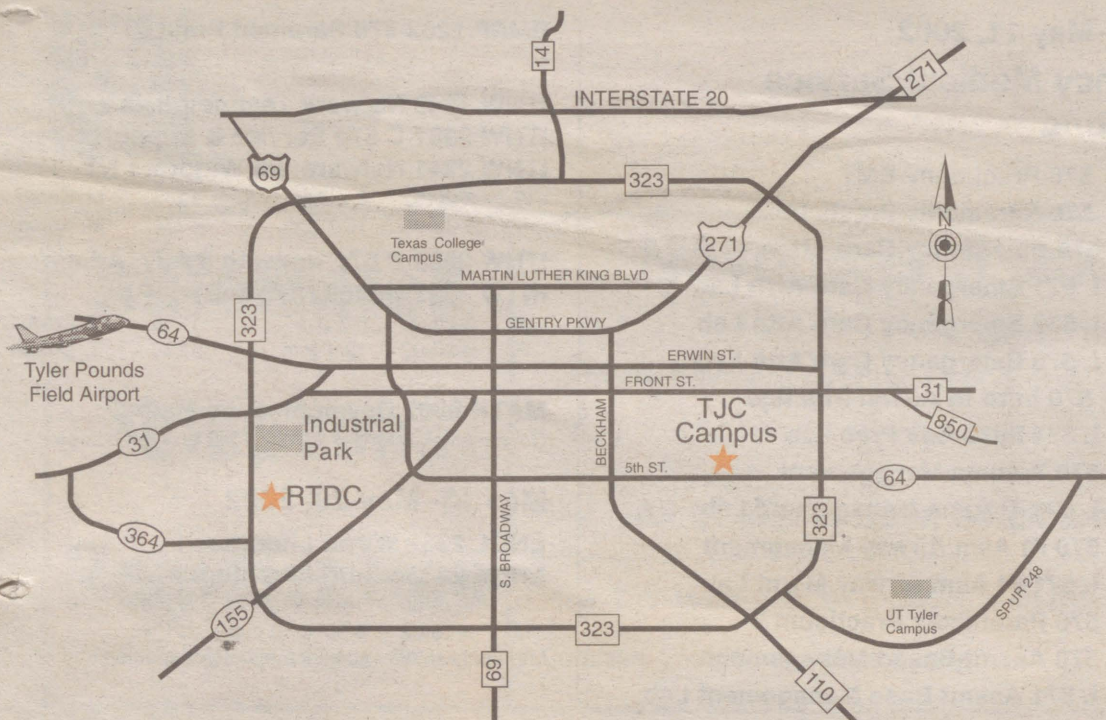 14
271
INTERSTATE 20
69
323
N
Texas College
Campus
271
MARTIN LUTHER KING BLVD
323
64
GENTRY PKWY
Tyler Pounds
Field Airport
ERWIN ST.
FRONT ST.
31
850
Industrial
Park
31
BECKHAM
TJC
Campus
5th ST.
64
RTDC
364
S. BROADWAY
323
155
323
UT Tyler
Campus
SPUR 248
69
110